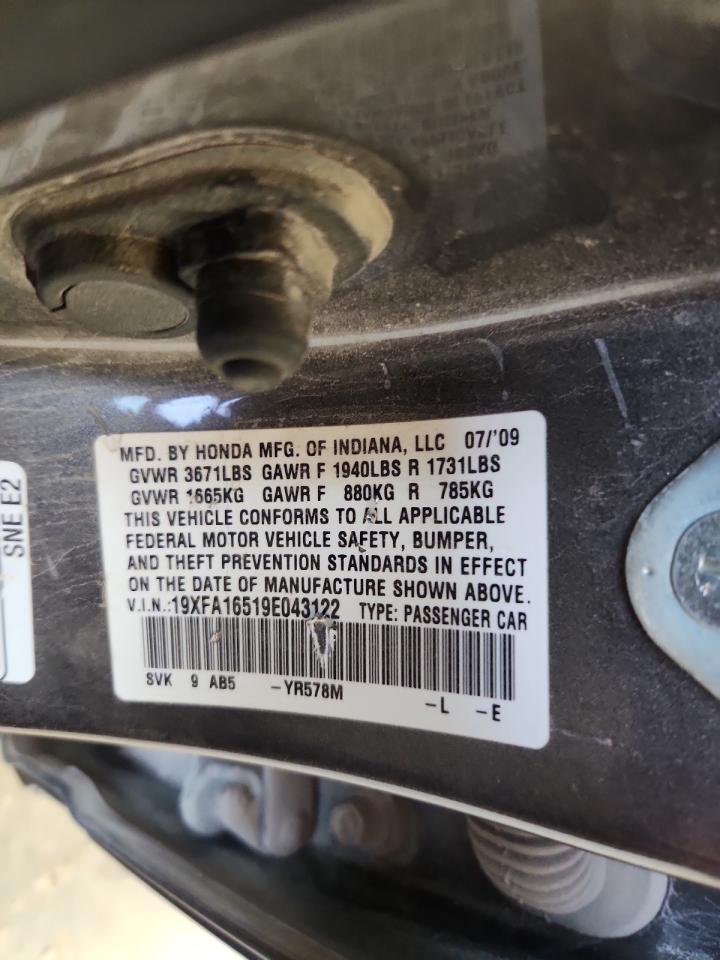 MFD. BY HONDA MFG. OF INDIANA, LLC 07/'09
GVWR 3671LBS GAWR F 1940LBS R 1731LBS
GVWR 1665KG GAWR F 880KG R 785KG
THIS VEHICLE CONFORMS TO ALL APPLICABLE
FEDERAL MOTOR VEHICLE SAFETY, BUMPER,
AND THEFT PREVENTION STANDARDS IN EFFECT
ON THE DATE OF MANUFACTURE SHOWN ABOVE.
V.I.N.:19XFA16519E043122 TYPE: PASSENGER CAR
SVK 9 AB5 -YR578M -L -E
SNE E2